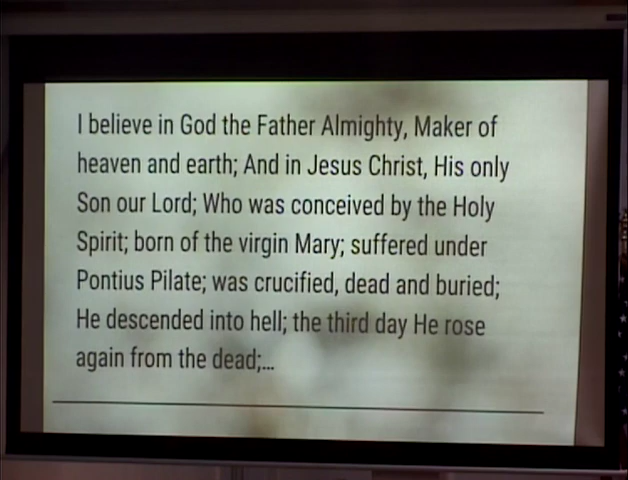 I believe in God the Father Almighty, Maker of
heaven and earth; And in Jesus Christ, His only
Son our Lord; Who was conceived by the Holy
Spirit; born of the virgin Mary; suffered under
Pontius Pilate; was crucified, dead and buried;
He descended into hell; the third day He rose
again from the dead;...